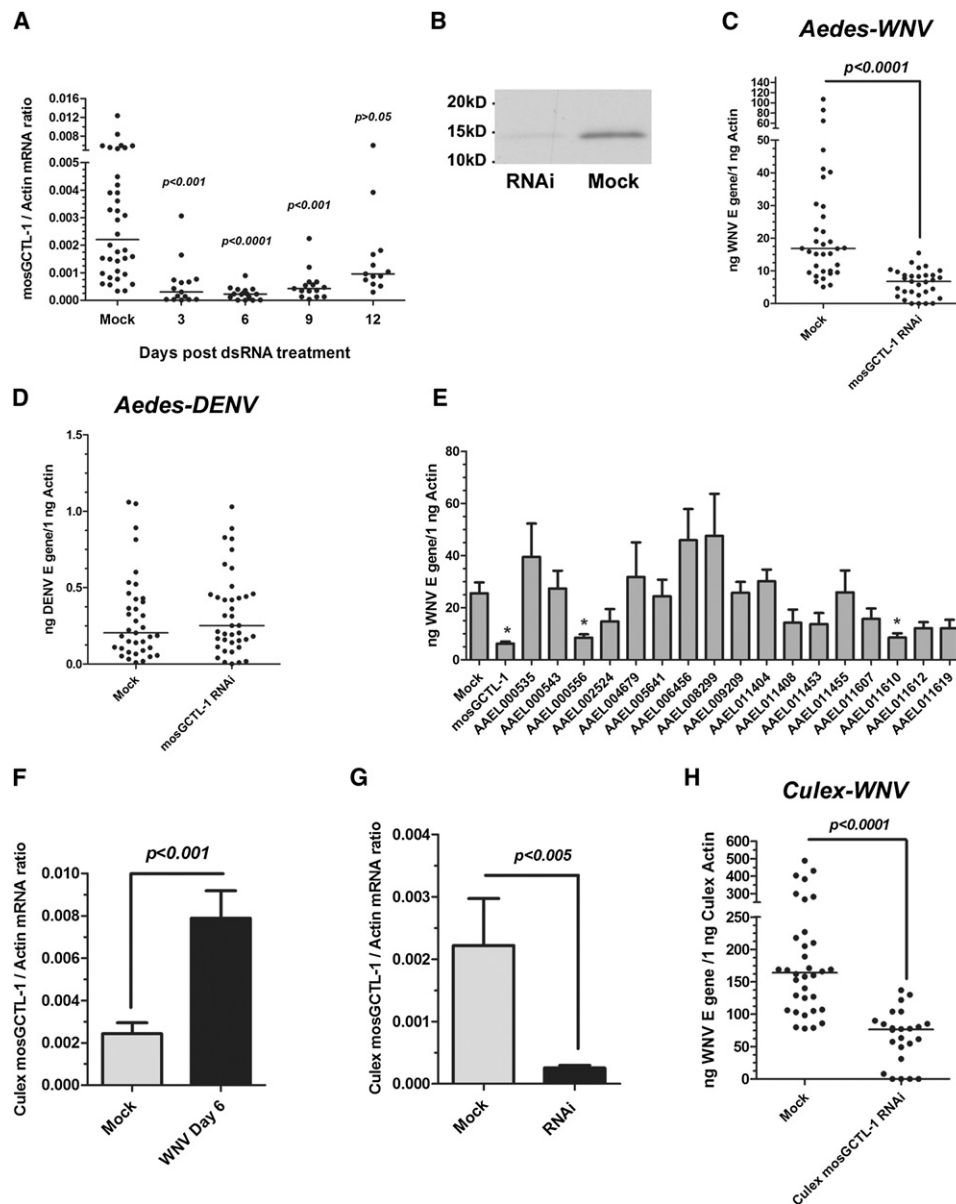 A
mosGCTL-1 / Actin mRNA ratio
0.016
0.012
0.008
0.005
0.004
0.003
0.002
0.001
0.000
p<0.001
p<0.0001
p<0.001
p>0.05
Mock 3 6 9 12
Days post dsRNA treatment
B
20kD
15kD
10kD
RNAi Mock
C
Aedes-WNV
p<0.0001
ng WNV E gene/1 ng Actin
140
120
100
80
60
50
40
30
20
10
0
Mock
mosGCTL-1 RNAi
D
Aedes-DENV
ng DENV E gene/1 ng Actin
1.5
1.0
0.5
0.0
Mock
mosGCTL-1 RNAi
E
ng WNV E gene/1 ng Actin
80
60
40
20
0
* * *
Mock
mosGCTL-1
AAEL000535
AAEL000543
AAEL000556
AAEL002524
AAEL004679
AAEL005641
AAEL006456
AAEL008299
AAEL009209
AAEL011404
AAEL011408
AAEL011453
AAEL011455
AAEL011607
AAEL011610
AAEL011612
AAEL011619
F
Culex mosGCTL-1 / Actin mRNA ratio
p<0.001
0.010
0.008
0.006
0.004
0.002
0.000
Mock
WNV Day 6
G
Culex mosGCTL-1 / Actin mRNA ratio
p<0.005
0.004
0.003
0.002
0.001
0.000
Mock
RNAi
H
Culex-WNV
p<0.0001
ng WNV E gene /1 ng Culex Actin
600
500
400
300
250
200
150
100
50
0
Mock
Culex mosGCTL-1 RNAi